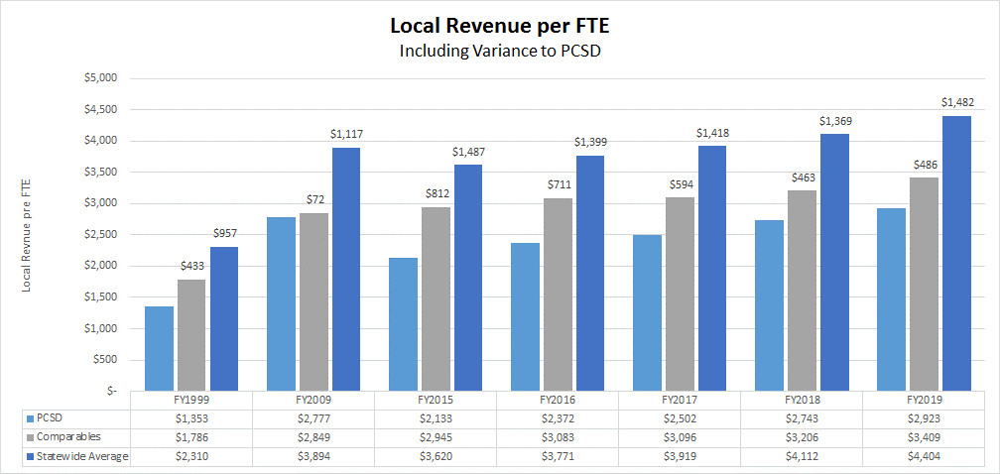 Local Revenue per FTE
Including Variance to PCSD
Local Revnue pre FTE
$5,000
$4,500
$4,000
$3,500
$3,000
$2,500
$2,000
$1,500
$1,000
$500
$-
$433 $957
$72 $1,117
$812 $1,487
$711 $1,399
$594 $1,418
$463 $1,369
$486 $1,482
FY1999 FY2009 FY2015 FY2016 FY2017 FY2018 FY2019
PCSD $1,353 $2,777 $2,133 $2,372 $2,502 $2,743 $2,923
Comparables $1,786 $2,849 $2,945 $3,083 $3,096 $3,206 $3,409
Statewide Average $2,310 $3,894 $3,620 $3,771 $3,919 $4,112 $4,404